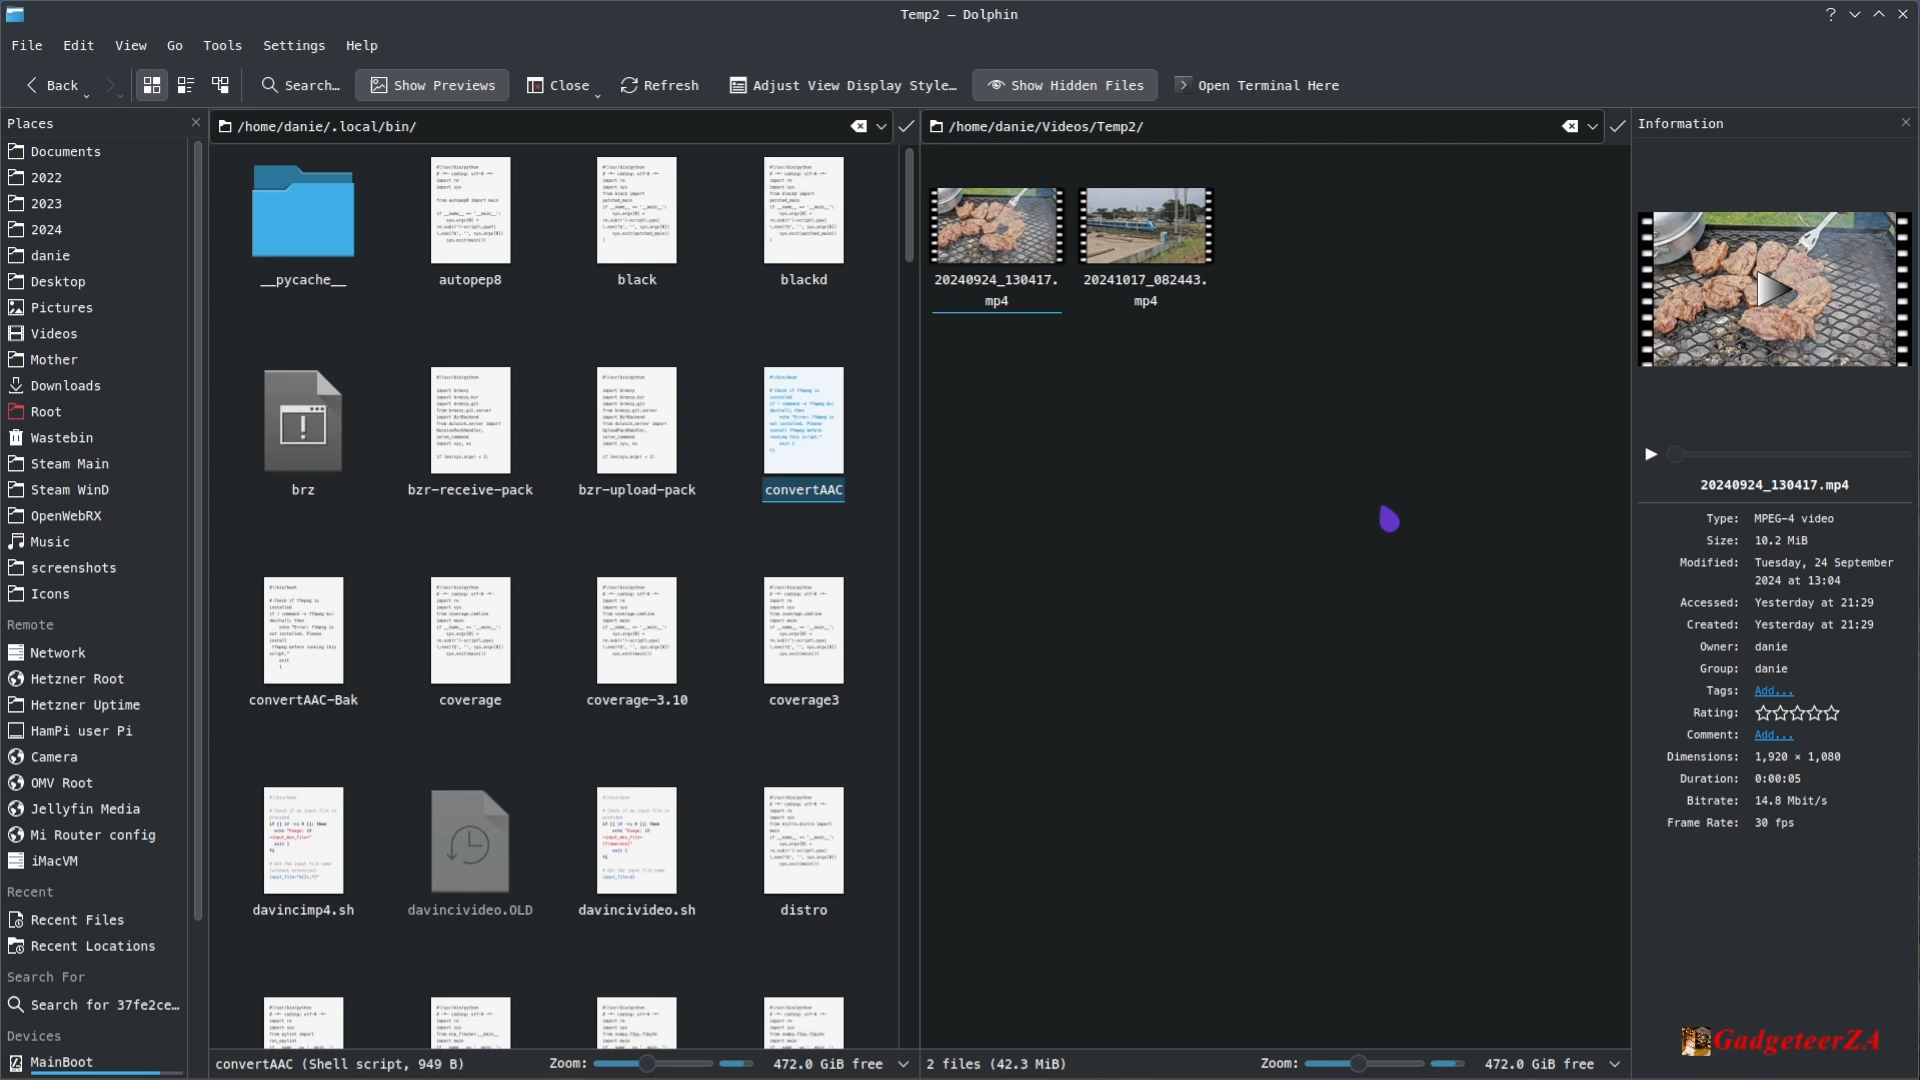 Temp2 — Dolphin
File Edit View Go Tools Settings Help
Back Search… Show Previews Close Refresh Adjust View Display Style… Show Hidden Files Open Terminal Here
Places
Documents
2022
2023
2024
danie
Desktop
Pictures
Videos
Mother
Downloads
Root
Wastebin
Steam Main
Steam WinD
OpenWebRX
Music
screenshots
Icons
Remote
Network
Hetzner Root
Hetzner Uptime
HamPi user Pi
Camera
OMV Root
Jellyfin Media
Mi Router config
iMacVM
Recent
Recent Files
Recent Locations
Search For
Search for 37fe2ce…
Devices
MainBoot
/home/danie/.local/bin/
__pycache__ autopep8 black blackd
brz bzr-receive-pack bzr-upload-pack convertAAC
convertAAC-Bak coverage coverage-3.10 coverage3
davincimp4.sh davincivideo.OLD davincivideo.sh distro
convertAAC (Shell script, 949 B) Zoom: 472.0 GiB free
/home/danie/Videos/Temp2/
20240924_130417.
mp4
20241017_082443.
mp4
2 files (42.3 MiB) Zoom: 472.0 GiB free
Information
20240924_130417.mp4
Type: MPEG-4 video
Size: 10.2 MiB
Modified: Tuesday, 24 September
2024 at 13:04
Accessed: Yesterday at 21:29
Created: Yesterday at 21:29
Owner: danie
Group: danie
Tags: Add...
Rating:
Comment: Add...
Dimensions: 1,920 × 1,080
Duration: 0:00:05
Bitrate: 14.8 Mbit/s
Frame Rate: 30 fps
GadgeteerZA